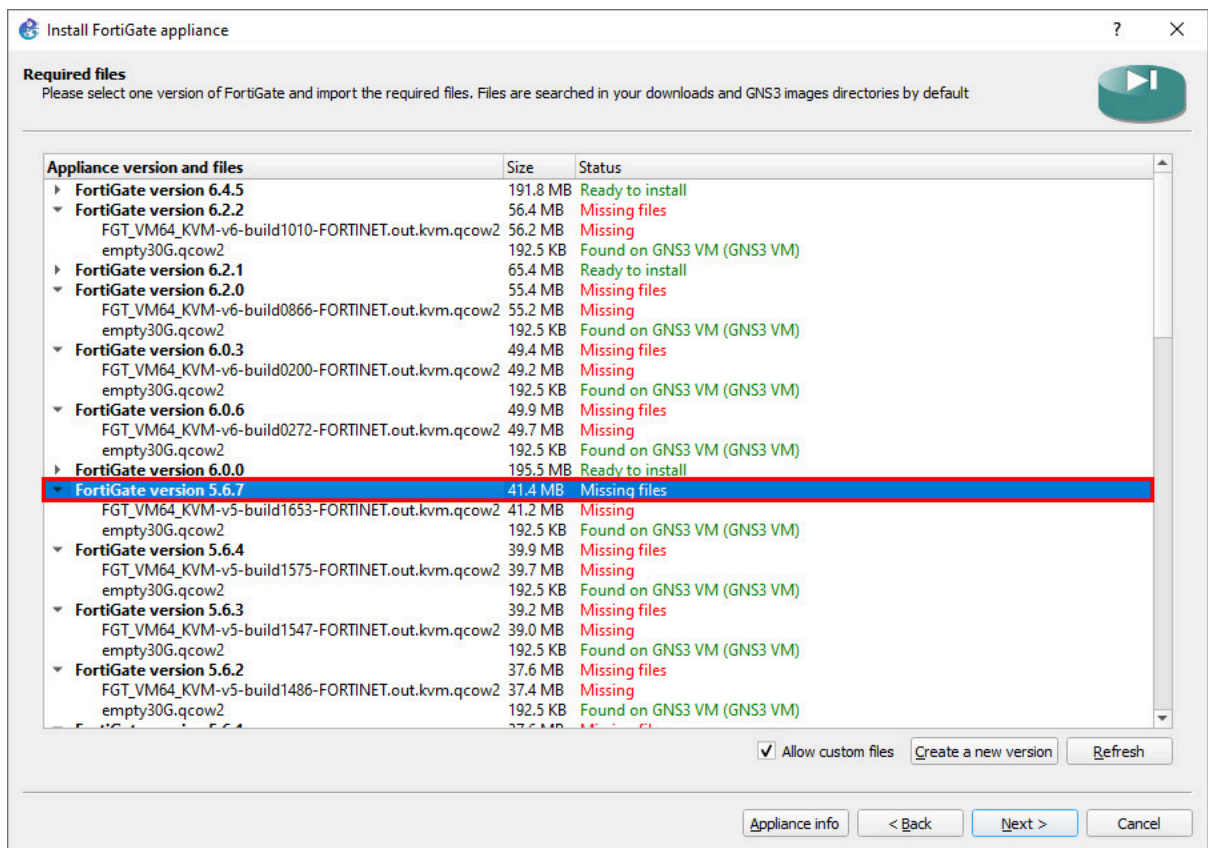 Install FortiGate appliance ?
Required files
Please select one version of FortiGate and import the required files. Files are searched in your downloads and GNS3 images directories by default
Appliance version and files Size Status
FortiGate version 6.4.5 191.8 MB Ready to install
FortiGate version 6.2.2 56.4 MB Missing files
FGT_VM64_KVM-v6-build1010-FORTINET.out.kvm.qcow2 56.2 MB Missing
empty30G.qcow2 192.5 KB Found on GNS3 VM (GNS3 VM)
FortiGate version 6.2.1 65.4 MB Ready to install
FortiGate version 6.2.0 55.4 MB Missing files
FGT_VM64_KVM-v6-build0866-FORTINET.out.kvm.qcow2 55.2 MB Missing
empty30G.qcow2 192.5 KB Found on GNS3 VM (GNS3 VM)
FortiGate version 6.0.3 49.4 MB Missing files
FGT_VM64_KVM-v6-build0200-FORTINET.out.kvm.qcow2 49.2 MB Missing
empty30G.qcow2 192.5 KB Found on GNS3 VM (GNS3 VM)
FortiGate version 6.0.6 49.9 MB Missing files
FGT_VM64_KVM-v6-build0272-FORTINET.out.kvm.qcow2 49.7 MB Missing
empty30G.qcow2 192.5 KB Found on GNS3 VM (GNS3 VM)
FortiGate version 6.0.0 195.5 MB Ready to install
FortiGate version 5.6.7 41.4 MB Missing files
FGT_VM64_KVM-v5-build1653-FORTINET.out.kvm.qcow2 41.2 MB Missing
empty30G.qcow2 192.5 KB Found on GNS3 VM (GNS3 VM)
FortiGate version 5.6.4 39.9 MB Missing files
FGT_VM64_KVM-v5-build1575-FORTINET.out.kvm.qcow2 39.7 MB Missing
empty30G.qcow2 192.5 KB Found on GNS3 VM (GNS3 VM)
FortiGate version 5.6.3 39.2 MB Missing files
FGT_VM64_KVM-v5-build1547-FORTINET.out.kvm.qcow2 39.0 MB Missing
empty30G.qcow2 192.5 KB Found on GNS3 VM (GNS3 VM)
FortiGate version 5.6.2 37.6 MB Missing files
FGT_VM64_KVM-v5-build1486-FORTINET.out.kvm.qcow2 37.4 MB Missing
empty30G.qcow2 192.5 KB Found on GNS3 VM (GNS3 VM)
Allow custom files Create a new version Refresh
Appliance info < Back Next > Cancel